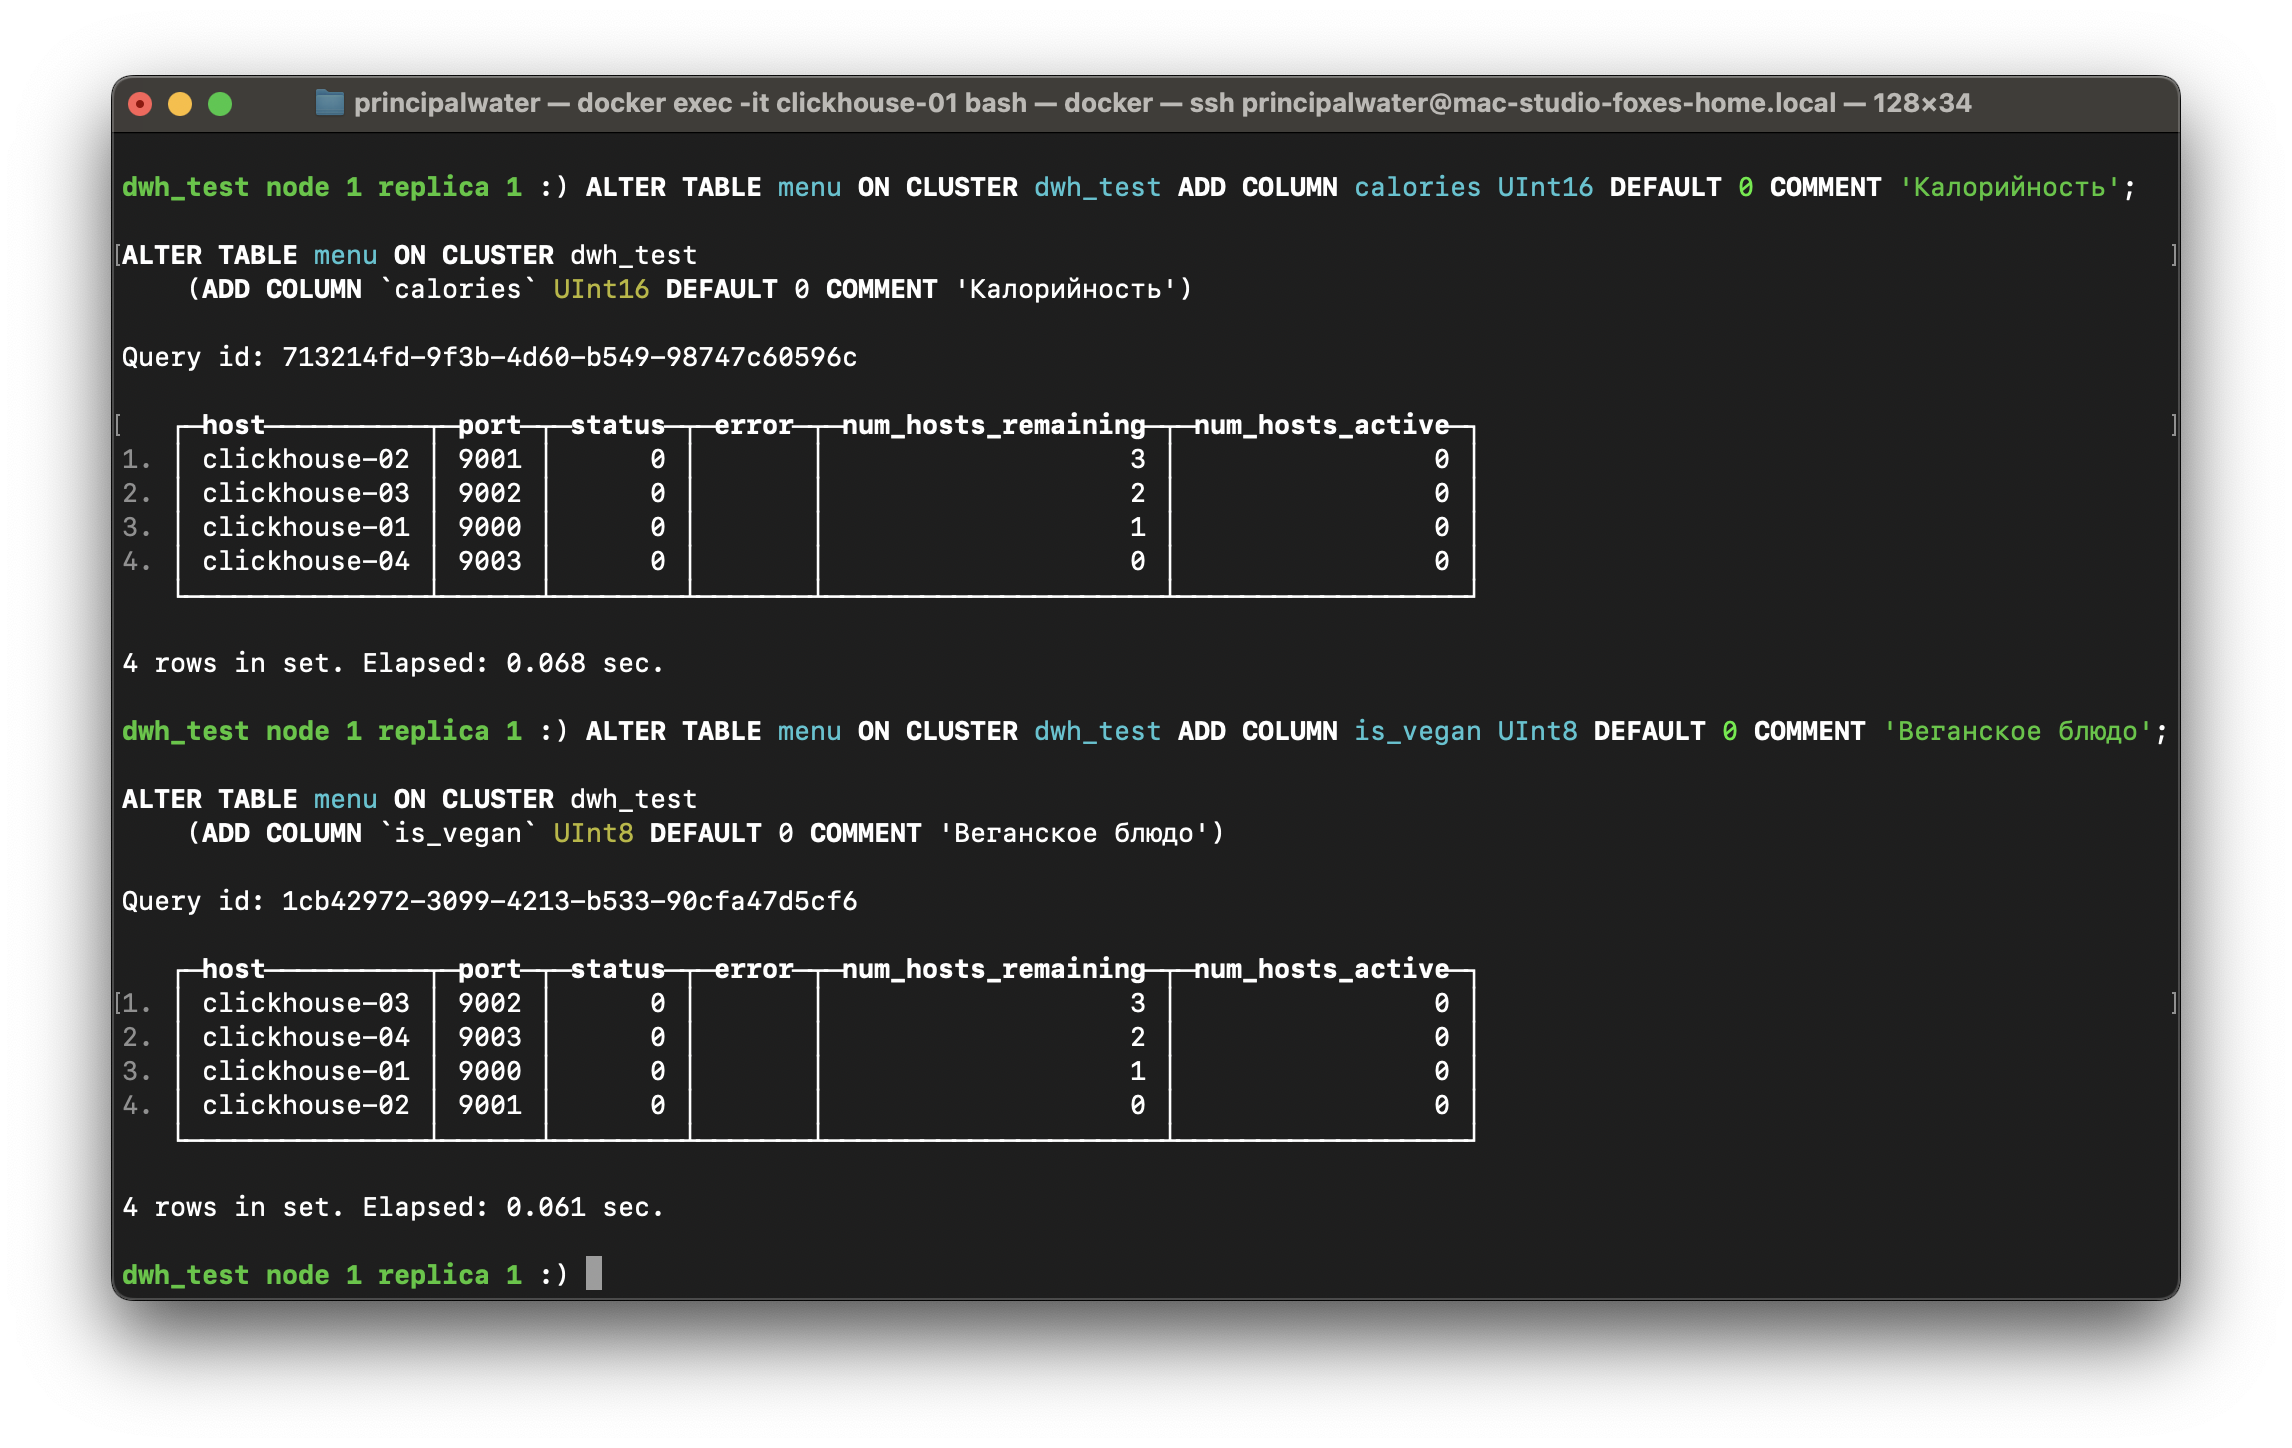 principalwater — docker exec -it clickhouse-01 bash — docker — ssh principalwater@mac-studio-foxes-home.local — 128×34
dwh_test node 1 replica 1 :) ALTER TABLE menu ON CLUSTER dwh_test ADD COLUMN calories UInt16 DEFAULT 0 COMMENT 'Калорийность';
[ALTER TABLE menu ON CLUSTER dwh_test ]
(ADD COLUMN `calories` UInt16 DEFAULT 0 COMMENT 'Калорийность')
Query id: 713214fd-9f3b-4d60-b549-98747c60596c
[ ┌─host──────────┬─port─┬─status─┬─error─┬─num_hosts_remaining─┬─num_hosts_active─┐ ]
1. │ clickhouse-02 │ 9001 │ 0 │ │ 3 │ 0 │
2. │ clickhouse-03 │ 9002 │ 0 │ │ 2 │ 0 │
3. │ clickhouse-01 │ 9000 │ 0 │ │ 1 │ 0 │
4. │ clickhouse-04 │ 9003 │ 0 │ │ 0 │ 0 │
4 rows in set. Elapsed: 0.068 sec.
dwh_test node 1 replica 1 :) ALTER TABLE menu ON CLUSTER dwh_test ADD COLUMN is_vegan UInt8 DEFAULT 0 COMMENT 'Веганское блюдо';
ALTER TABLE menu ON CLUSTER dwh_test
(ADD COLUMN `is_vegan` UInt8 DEFAULT 0 COMMENT 'Веганское блюдо')
Query id: 1cb42972-3099-4213-b533-90cfa47d5cf6
┌─host──────────┬─port─┬─status─┬─error─┬─num_hosts_remaining─┬─num_hosts_active─┐
[1. │ clickhouse-03 │ 9002 │ 0 │ │ 3 │ 0 │ ]
2. │ clickhouse-04 │ 9003 │ 0 │ │ 2 │ 0 │
3. │ clickhouse-01 │ 9000 │ 0 │ │ 1 │ 0 │
4. │ clickhouse-02 │ 9001 │ 0 │ │ 0 │ 0 │
4 rows in set. Elapsed: 0.061 sec.
dwh_test node 1 replica 1 :)